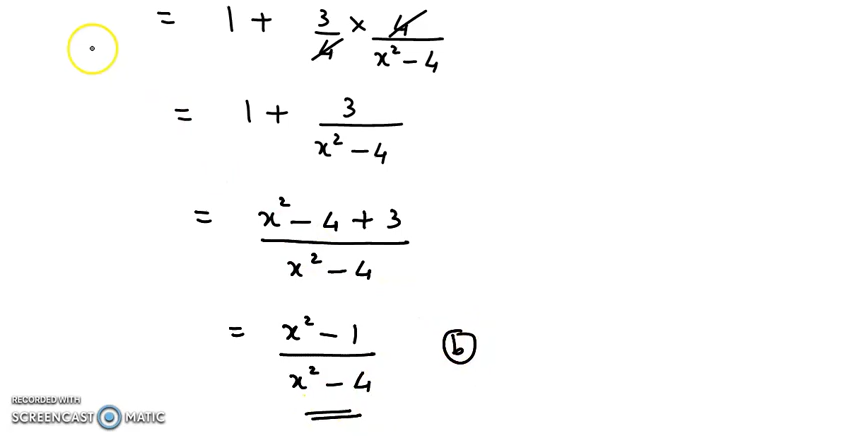 = 1 + 3/4 × 4/(x² − 4)
= 1 + 3/(x² − 4)
= (x² − 4 + 3)/(x² − 4)
= (x² − 1)/(x² − 4) ⓑ
RECORDED WITH
SCREENCAST MATIC